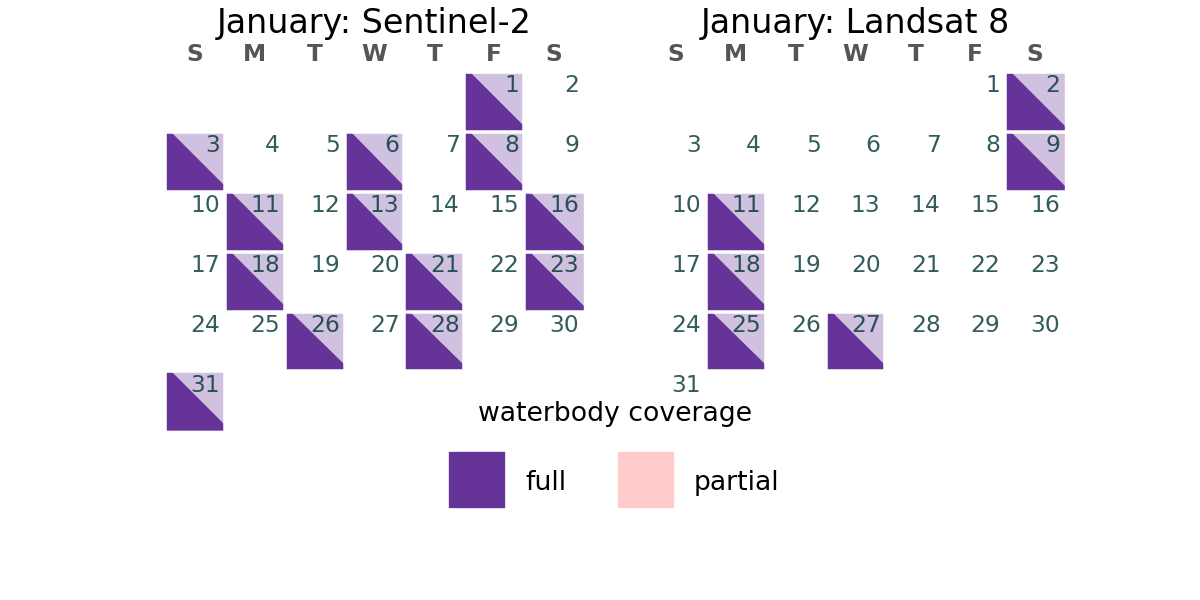 January: Sentinel-2
S M T W T F S
1 2
3 4 5 6 7 8 9
10 11 12 13 14 15 16
17 18 19 20 21 22 23
24 25 26 27 28 29 30
31
January: Landsat 8
S M T W T F S
1 2
3 4 5 6 7 8 9
10 11 12 13 14 15 16
17 18 19 20 21 22 23
24 25 26 27 28 29 30
31
waterbody coverage
full partial